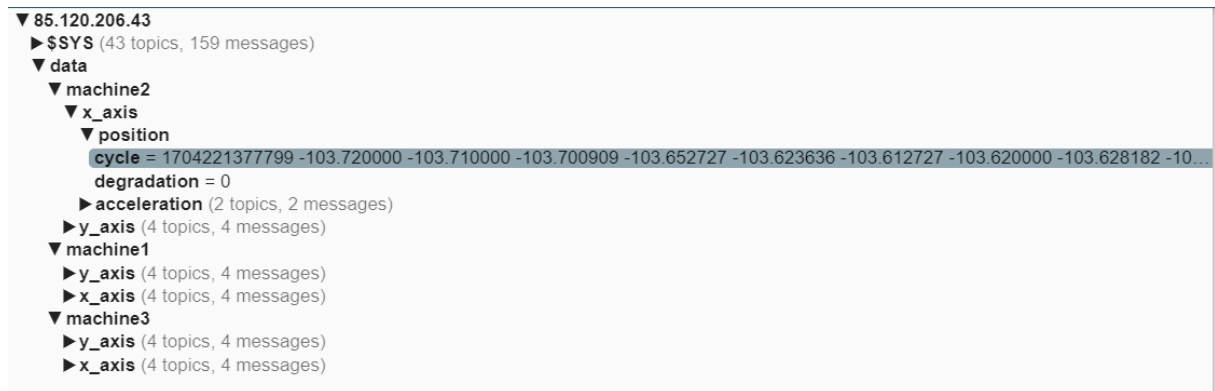 ▼ 85.120.206.43
▶ $SYS (43 topics, 159 messages)
▼ data
▼ machine2
▼ x_axis
▼ position
cycle = 1704221377799 -103.720000 -103.710000 -103.700909 -103.652727 -103.623636 -103.612727 -103.620000 -103.628182 -10...
degradation = 0
▶ acceleration (2 topics, 2 messages)
▶ y_axis (4 topics, 4 messages)
▼ machine1
▶ y_axis (4 topics, 4 messages)
▶ x_axis (4 topics, 4 messages)
▼ machine3
▶ y_axis (4 topics, 4 messages)
▶ x_axis (4 topics, 4 messages)